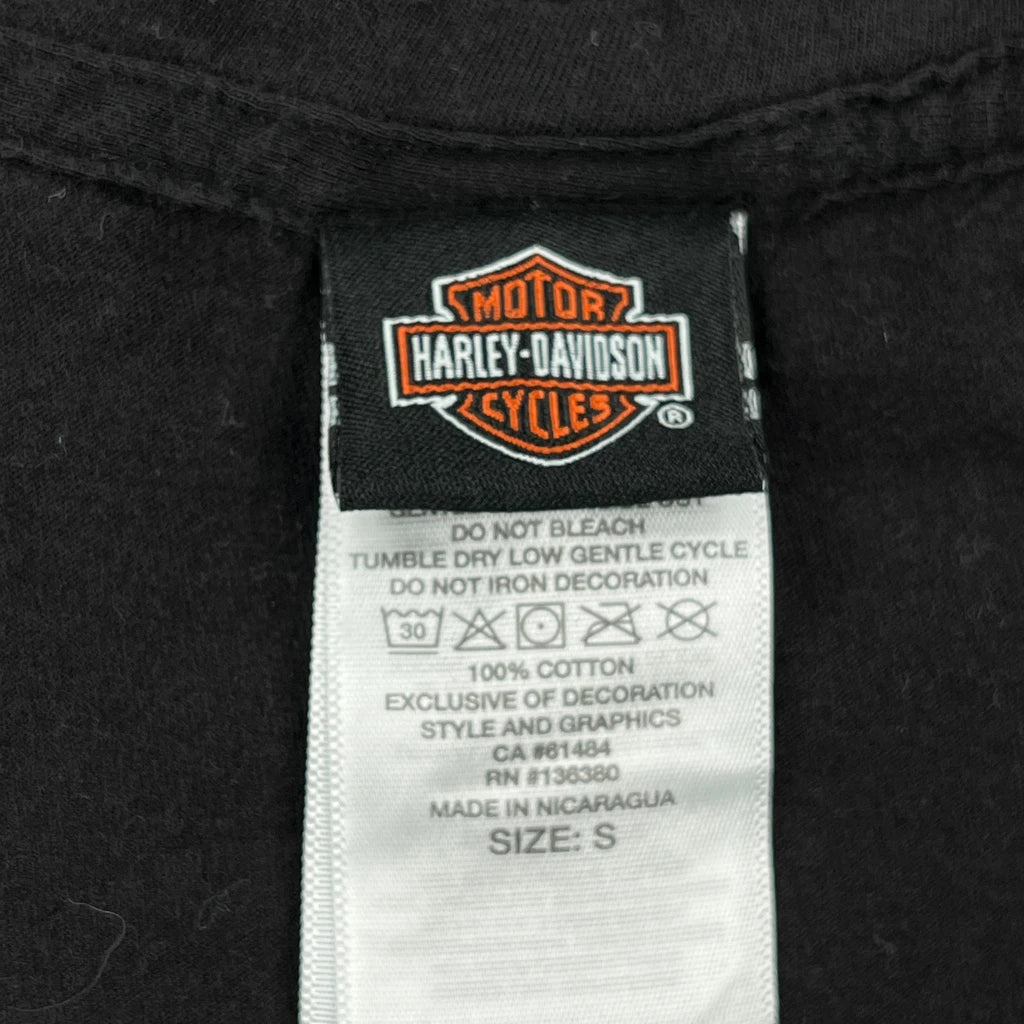 MOTOR
HARLEY-DAVIDSON
CYCLES
®
DO NOT BLEACH
TUMBLE DRY LOW GENTLE CYCLE
DO NOT IRON DECORATION
30
100% COTTON
EXCLUSIVE OF DECORATION
STYLE AND GRAPHICS
CA #61484
RN #136380
MADE IN NICARAGUA
SIZE: S